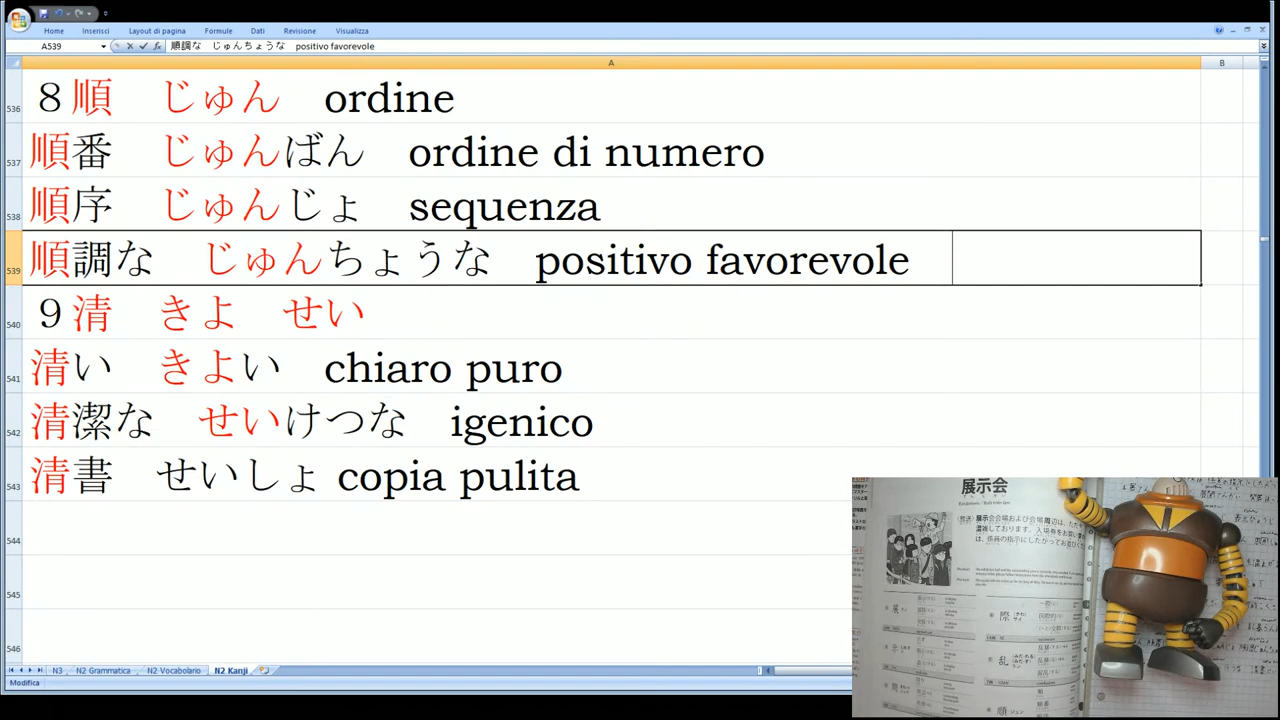 Home Inserisci Layout di pagina Formule Dati Revisione Visualizza
A539 順調な　じゅんちょうな　positivo favorevole
A B
536 8順　じゅん　ordine
537 順番　じゅんばん　ordine di numero
538 順序　じゅんじょ　sequenza
539 順調な　じゅんちょうな　positivo favorevole
540 9清　きよ　せい
541 清い　きよい　chiaro puro
542 清潔な　せいけつな　igenico
543 清書　せいしょ copia pulita
544
545
546
N3 N2 Grammatica N2 Vocabolario N2 Kanji
Modifica
展示会